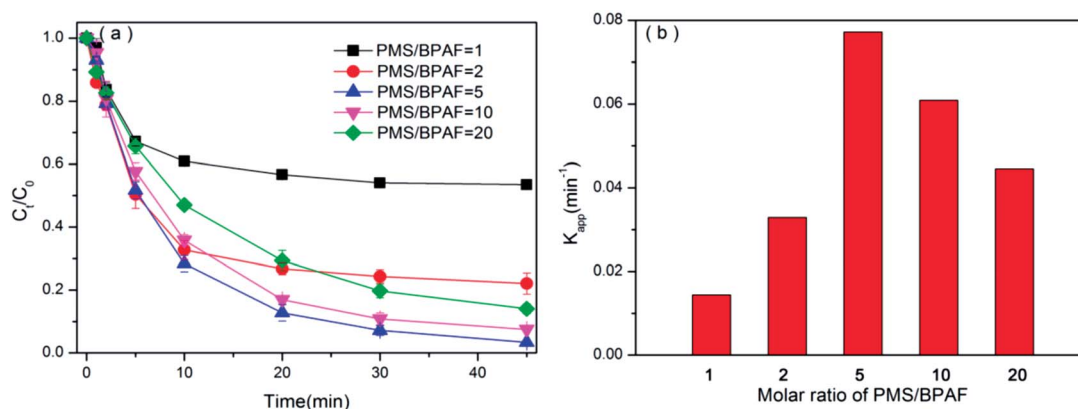 ( a )
PMS/BPAF=1
PMS/BPAF=2
PMS/BPAF=5
PMS/BPAF=10
PMS/BPAF=20
1.0
0.8
0.6
0.4
0.2
0.0
Ct/C0
0
10
20
30
40
Time(min)
( b )
0.08
0.06
0.04
0.02
0.00
Kapp(min-1)
1
2
5
10
20
Molar ratio of PMS/BPAF